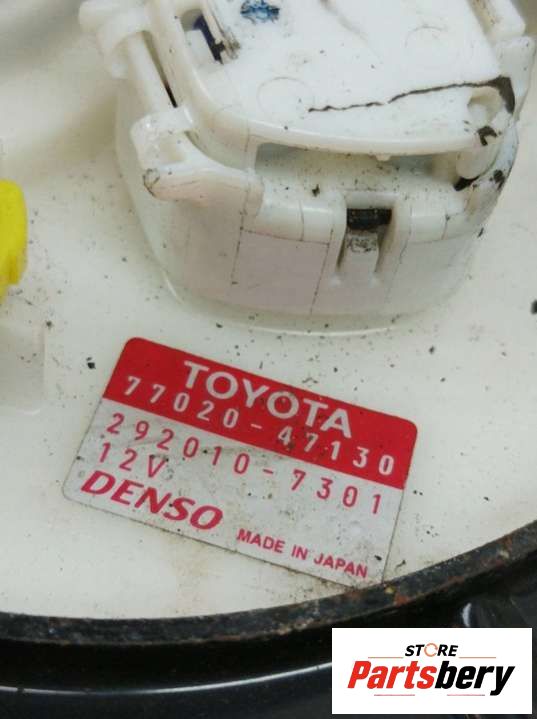 TOYOTA
77020-47130
292010-7301
12V
DENSO MADE IN JAPAN
STORE
Partsbery